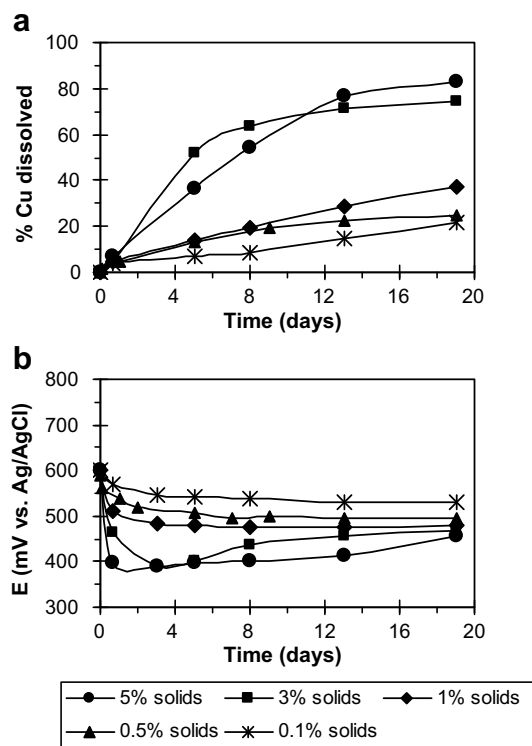 a
% Cu dissolved
100
80
60
40
20
0
0 4 8 12 16 20
Time (days)
b
E (mV vs. Ag/AgCl)
800
700
600
500
400
300
0 4 8 12 16 20
Time (days)
5% solids 3% solids 1% solids
0.5% solids 0.1% solids